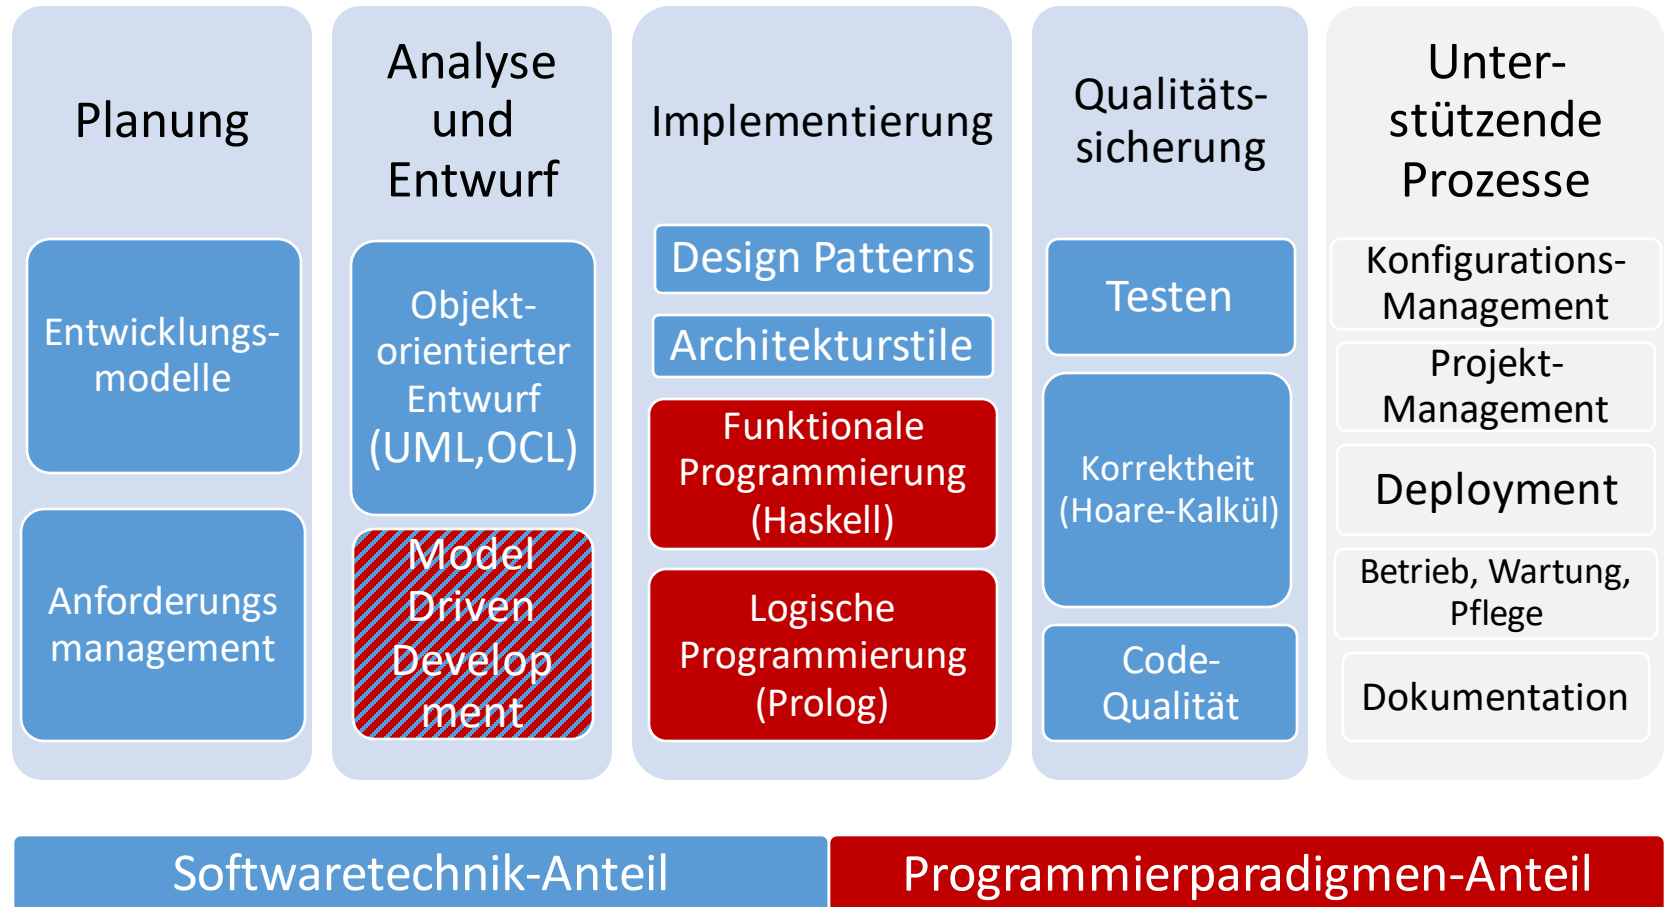 Planung
Entwicklungs-
modelle
Anforderungs
management
Analyse
und
Entwurf
Objekt-
orientierter
Entwurf
(UML,OCL)
Model
Driven
Develop
ment
Implementierung
Design Patterns
Architekturstile
Funktionale
Programmierung
(Haskell)
Logische
Programmierung
(Prolog)
Qualitäts-
sicherung
Testen
Korrektheit
(Hoare-Kalkül)
Code-
Qualität
Unter-
stützende
Prozesse
Konfigurations-
Management
Projekt-
Management
Deployment
Betrieb, Wartung,
Pflege
Dokumentation
Softwaretechnik-Anteil
Programmierparadigmen-Anteil